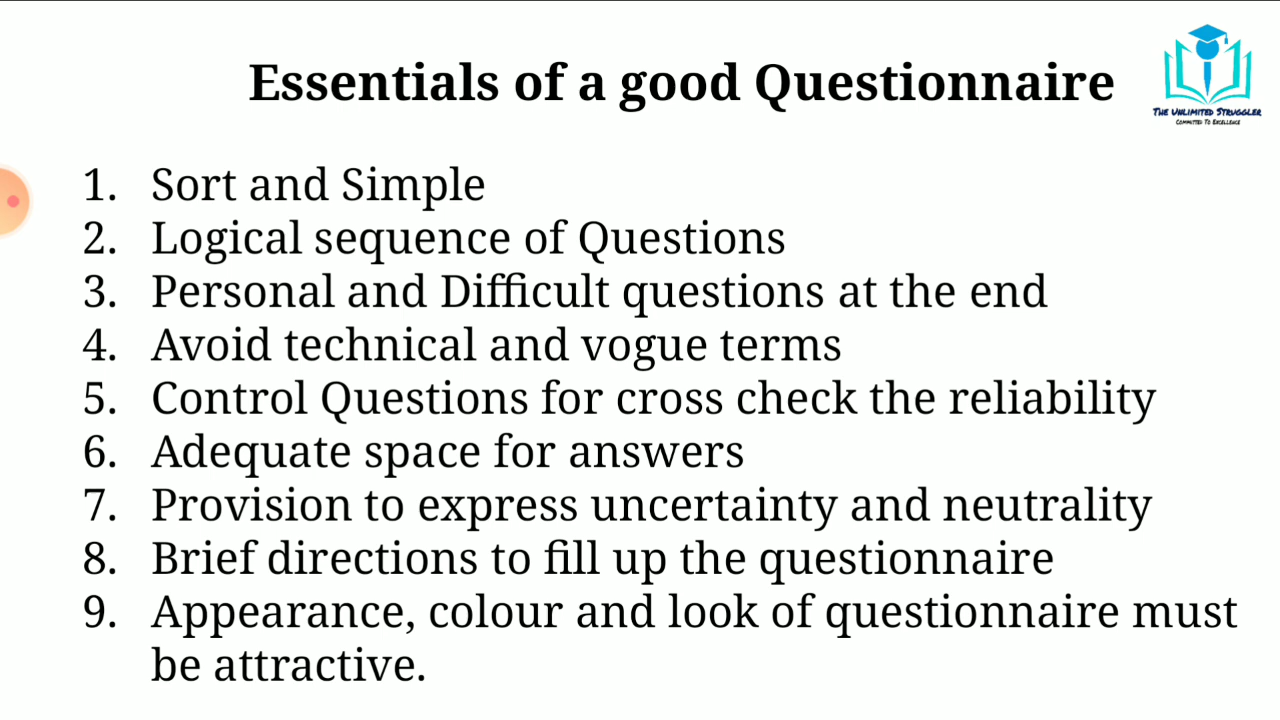 Essentials of a good Questionnaire
THE UNLIMITED STRUGGLER
COMMITTED TO EXCELLENCE
1. Sort and Simple
2. Logical sequence of Questions
3. Personal and Difficult questions at the end
4. Avoid technical and vogue terms
5. Control Questions for cross check the reliability
6. Adequate space for answers
7. Provision to express uncertainty and neutrality
8. Brief directions to fill up the questionnaire
9. Appearance, colour and look of questionnaire must
be attractive.